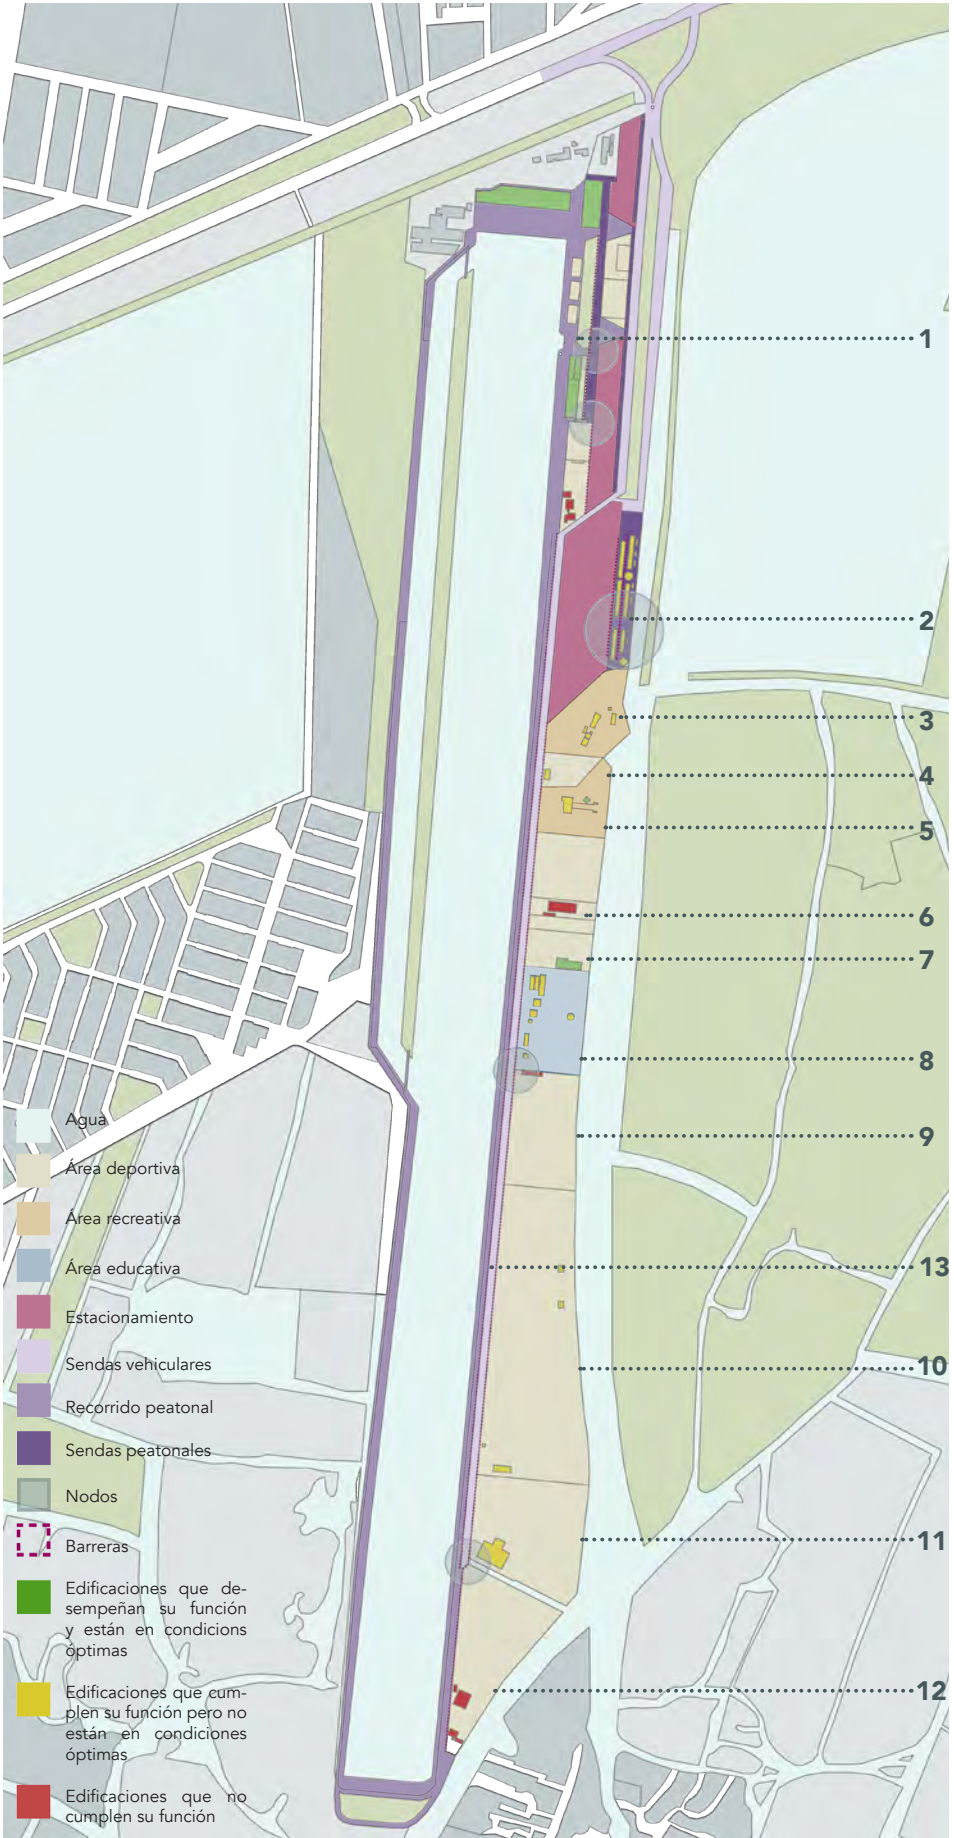 1
2
3
4
5
6
7
8
9
13
10
11
12
Agua
Área deportiva
Área recreativa
Área educativa
Estacionamiento
Sendas vehiculares
Recorrido peatonal
Sendas peatonales
Nodos
Barreras
Edificaciones que de-
sempeñan su función
y están en condicions
óptimas
Edificaciones que cum-
plen su función pero no
están en condiciones
óptimas
Edificaciones que no
cumplen su función